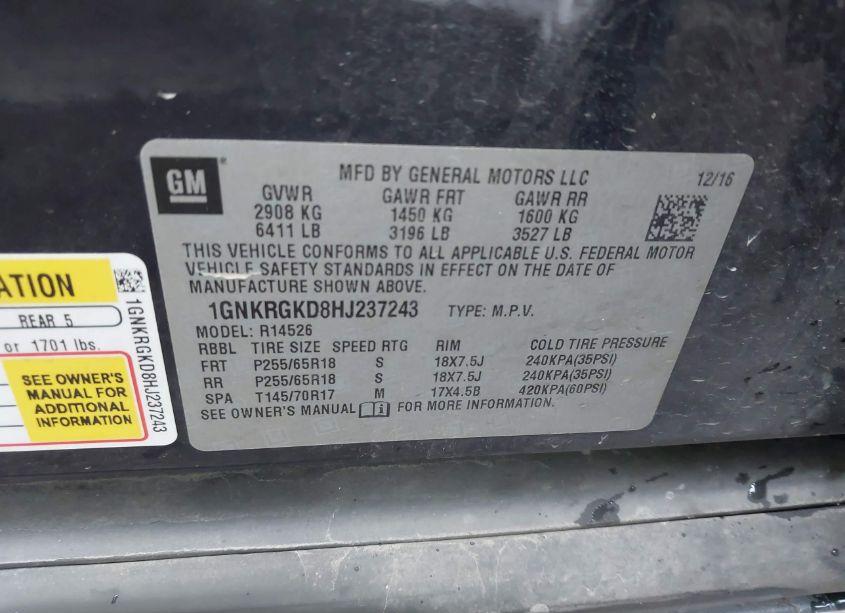 GM
MFD BY GENERAL MOTORS LLC 12/16
GVWR GAWR FRT GAWR RR
2908 KG 1450 KG 1600 KG
6411 LB 3196 LB 3527 LB
THIS VEHICLE CONFORMS TO ALL APPLICABLE U.S. FEDERAL MOTOR
VEHICLE SAFETY STANDARDS IN EFFECT ON THE DATE OF
MANUFACTURE SHOWN ABOVE.
1GNKRGKD8HJ237243 TYPE: M.P.V.
MODEL: R14526
RBBL TIRE SIZE SPEED RTG RIM COLD TIRE PRESSURE
FRT P255/65R18 S 18X7.5J 240KPA(35PSI)
RR P255/65R18 S 18X7.5J 240KPA(35PSI)
SPA T145/70R17 M 17X4.5B 420KPA(60PSI)
SEE OWNER'S MANUAL FOR MORE INFORMATION.
ATION
REAR 5
or 1701 lbs.
SEE OWNER'S
MANUAL FOR
ADDITIONAL
INFORMATION
1GNKRGKD8HJ237243